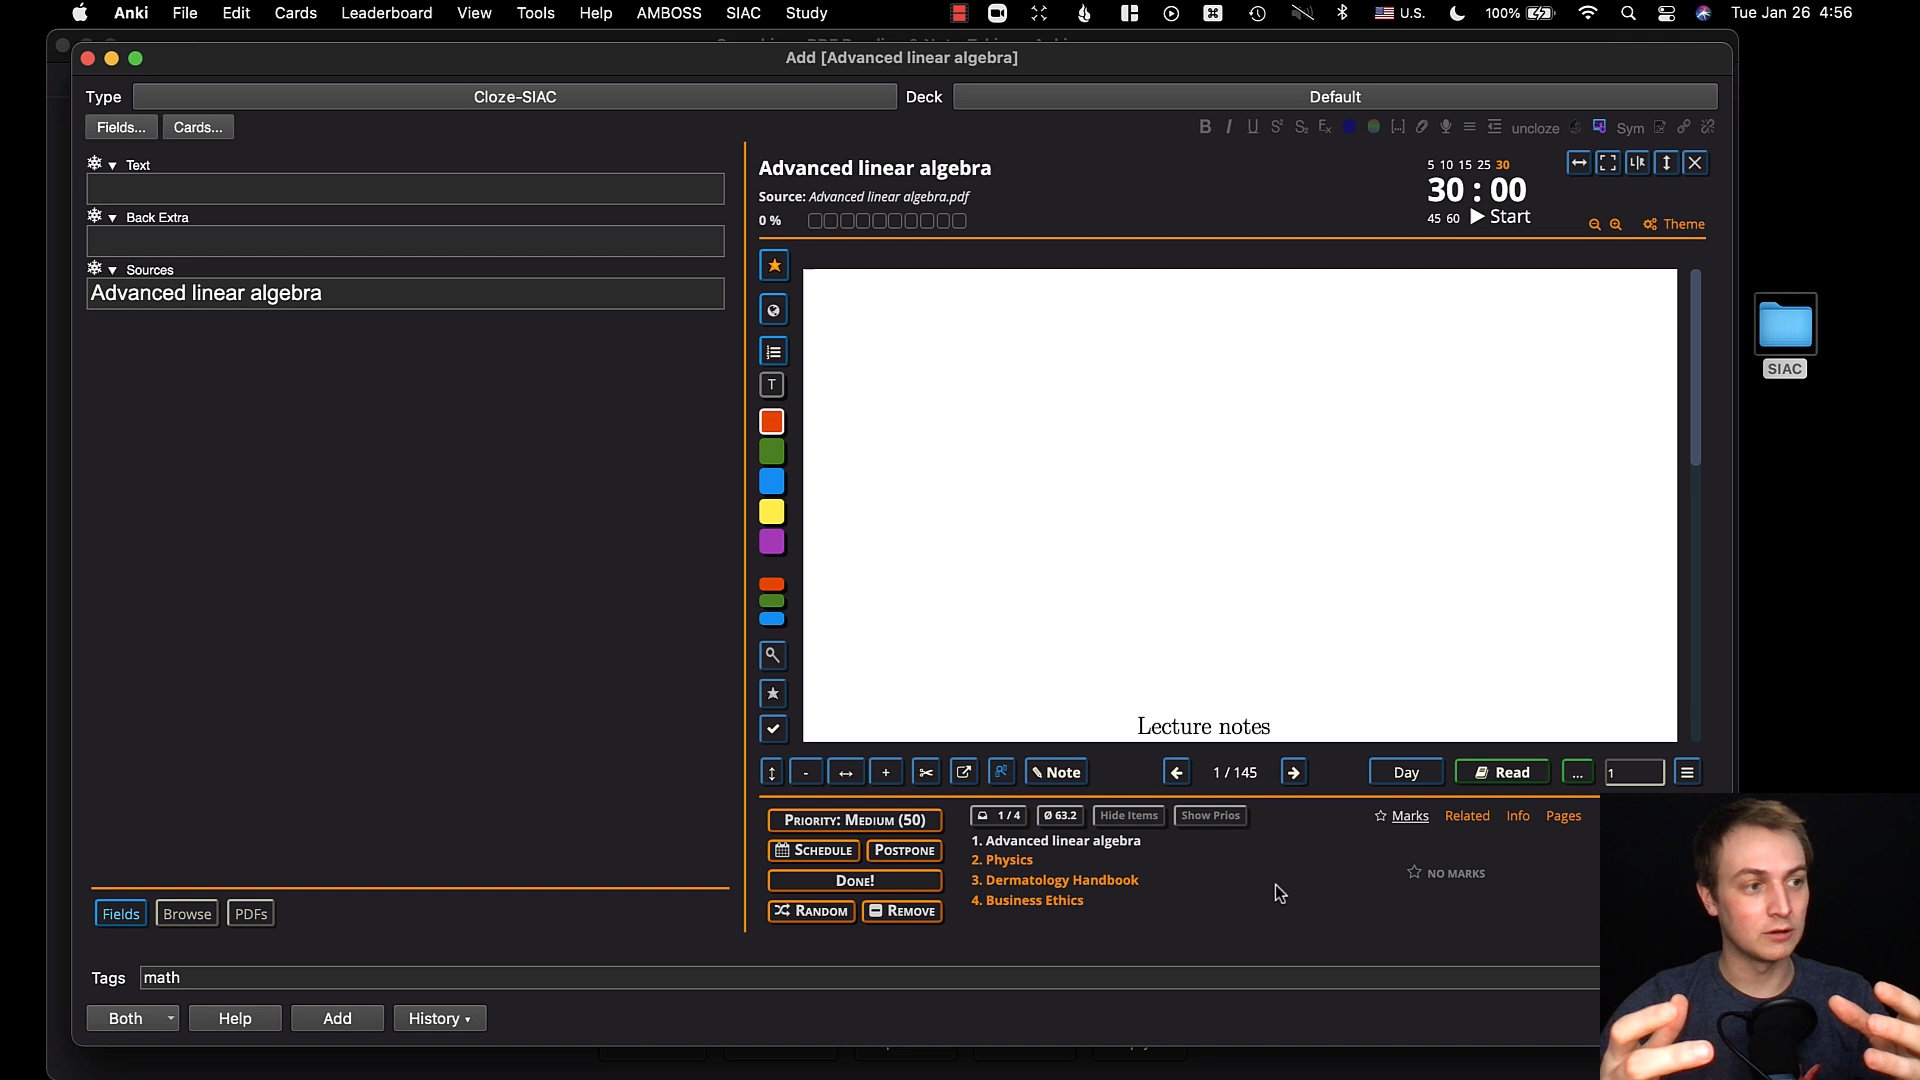 Anki File Edit Cards Leaderboard View Tools Help AMBOSS SIAC Study U.S. 100% Tue Jan 26 4:56
Add [Advanced linear algebra]
Type Cloze-SIAC Deck Default
Fields... Cards...
B I U S² S₂ Ex [...] uncloze Sym
Text
Back Extra
Sources
Advanced linear algebra
Advanced linear algebra
Source: Advanced linear algebra.pdf
0 %
5 10 15 25 30
30 : 00
45 60 Start
L|R
Theme
T
Lecture notes
- + Note 1 / 145 Day Read ... 1
PRIORITY: MEDIUM (50)
SCHEDULE POSTPONE
DONE!
RANDOM REMOVE
1 / 4 Ø 63.2 Hide Items Show Prios
1. Advanced linear algebra
2. Physics
3. Dermatology Handbook
4. Business Ethics
Marks Related Info Pages
NO MARKS
Fields Browse PDFs
Tags math
Both Help Add History
SIAC